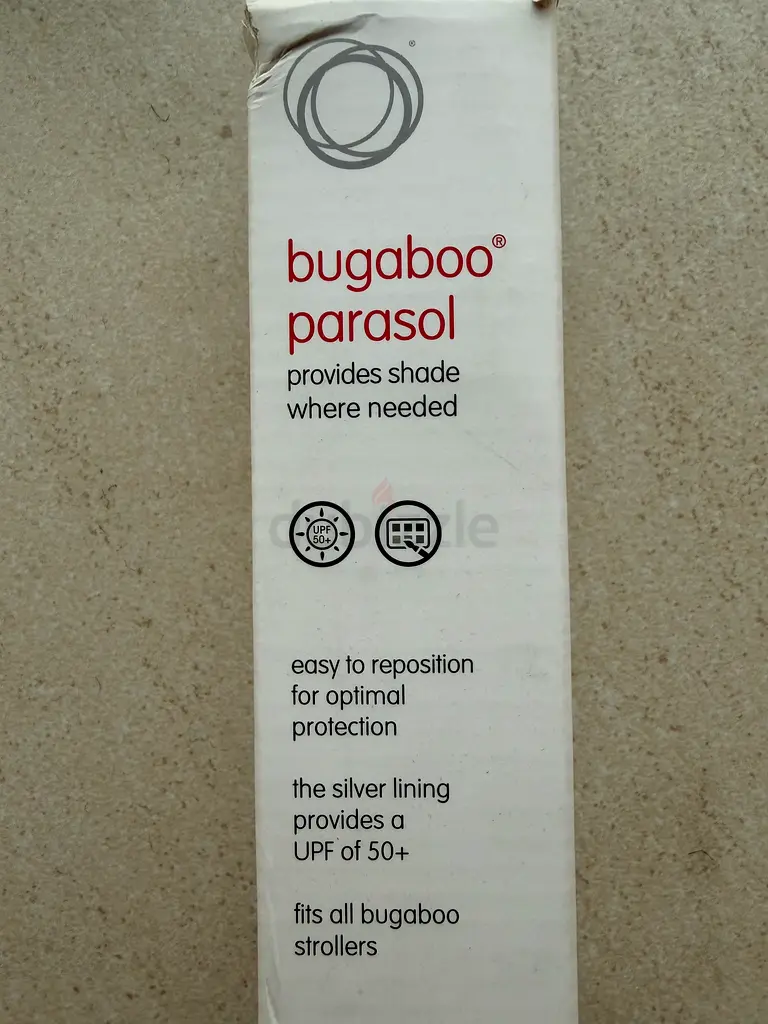 ®
bugaboo®
parasol
provides shade
where needed
dubizzle
UPF
50+
easy to reposition
for optimal
protection
the silver lining
provides a
UPF of 50+
fits all bugaboo
strollers